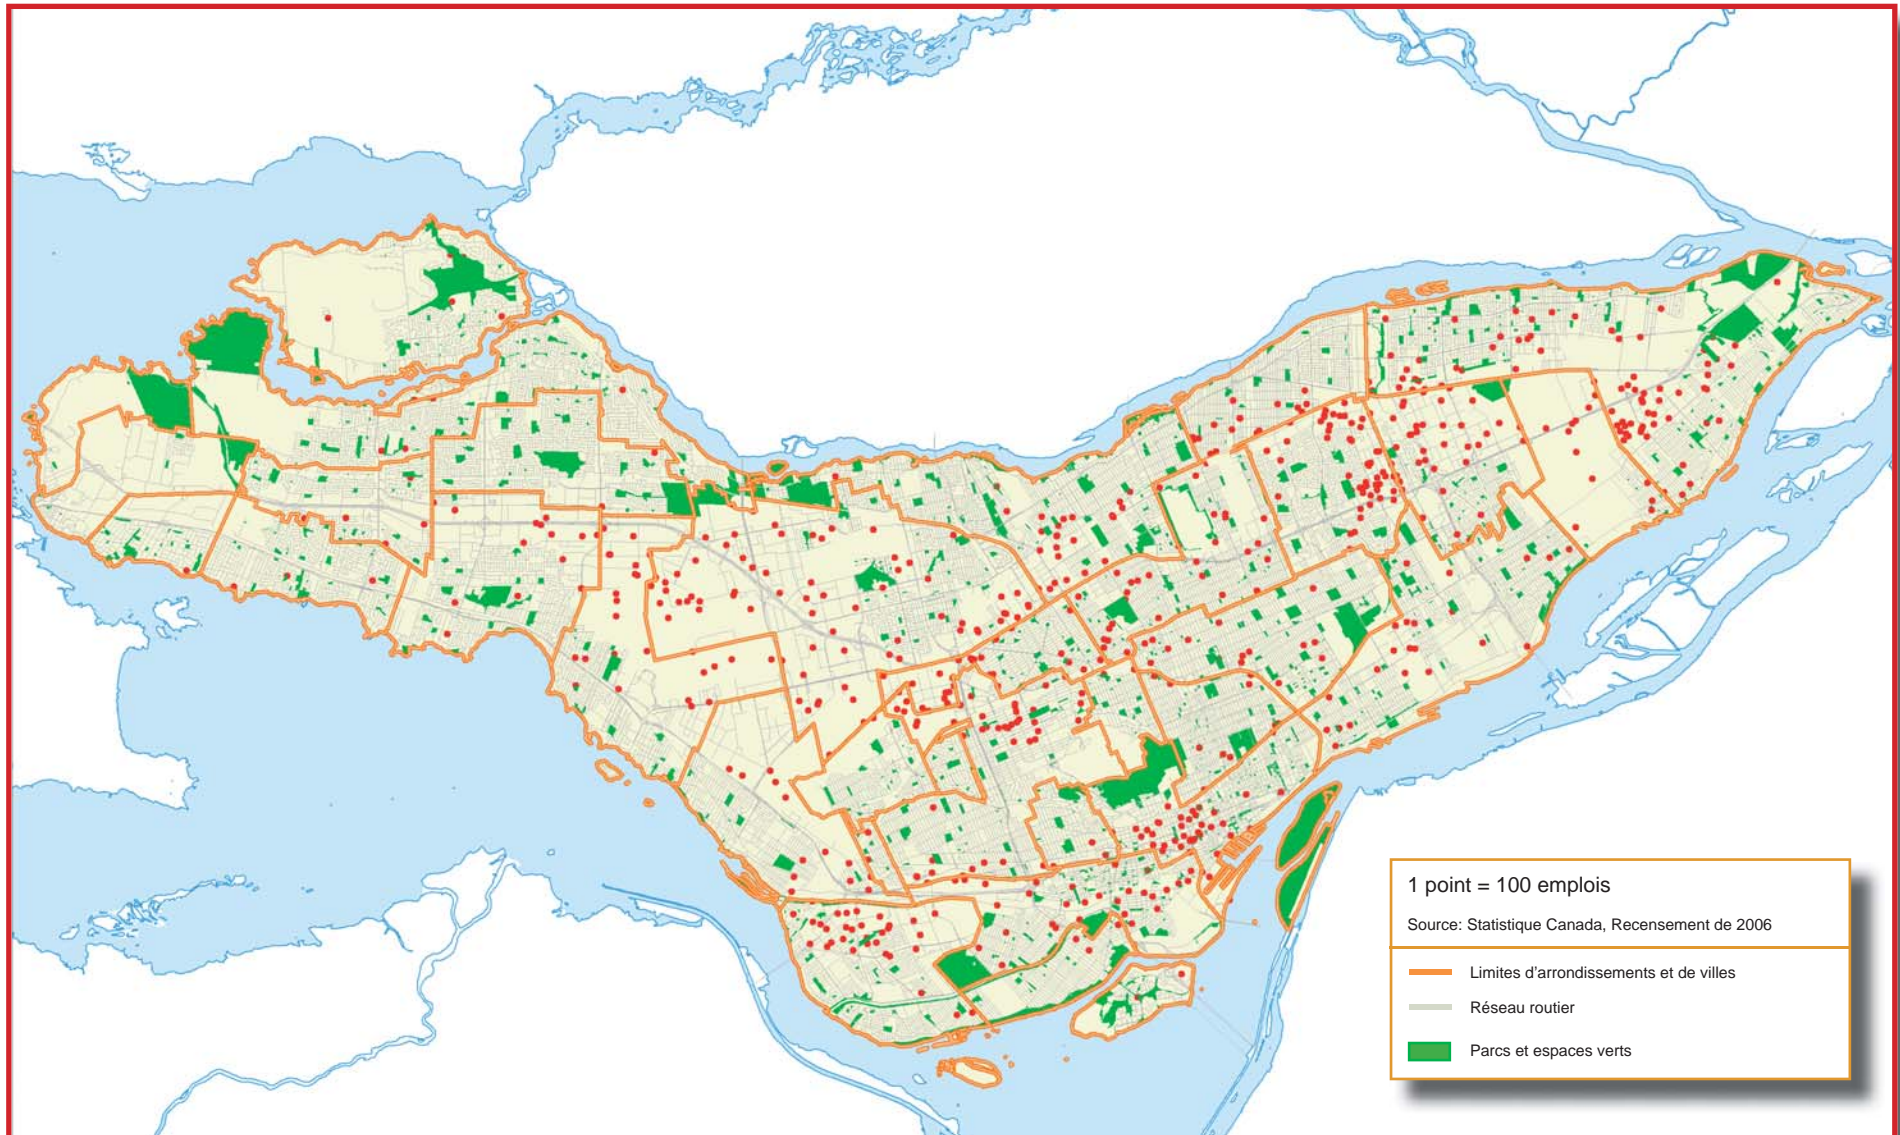 1 point = 100 emplois
Source: Statistique Canada, Recensement de 2006
Limites d'arrondissements et de villes
Réseau routier
Parcs et espaces verts